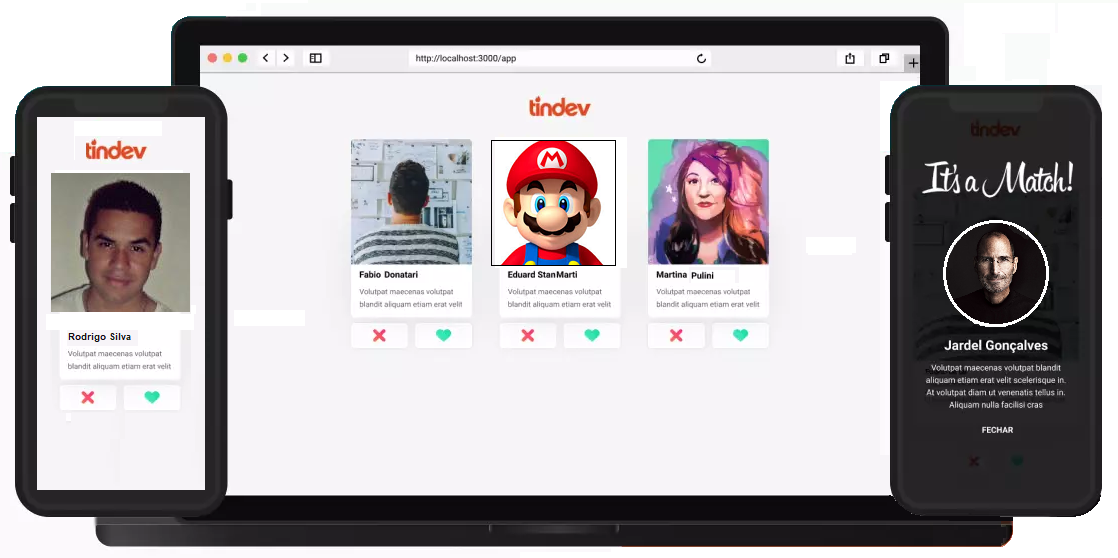 http://localhost:3000/app
tindev
Fabio Donatari
Volutpat maecenas volutpat
blandit aliquam etiam erat velit
M
Eduard StanMarti
Volutpat maecenas volutpat
blandit aliquam etiam erat velit
Martina Pulini
Volutpat maecenas volutpat
blandit aliquam etiam erat velit
tindev
Rodrigo Silva
Volutpat maecenas volutpat
blandit aliquam etiam erat velit
tindev
It's a Match!
Jardel Gonçalves
Volutpat maecenas volutpat blandit
aliquam etiam erat velit scelerisque in.
At volutpat diam ut venenatis tellus in.
Aliquam nulla facilisi cras
FECHAR